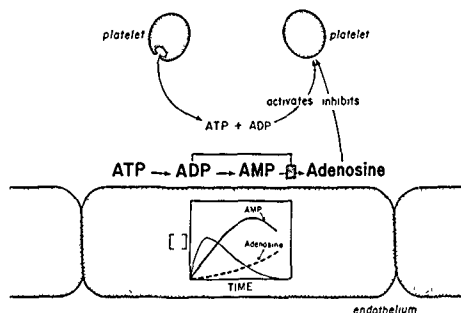 platelet
platelet
activates inhibits
ATP + ADP
ATP → ADP → AMP → Adenosine
AMP
[ ]
Adenosine
TIME
endothelium